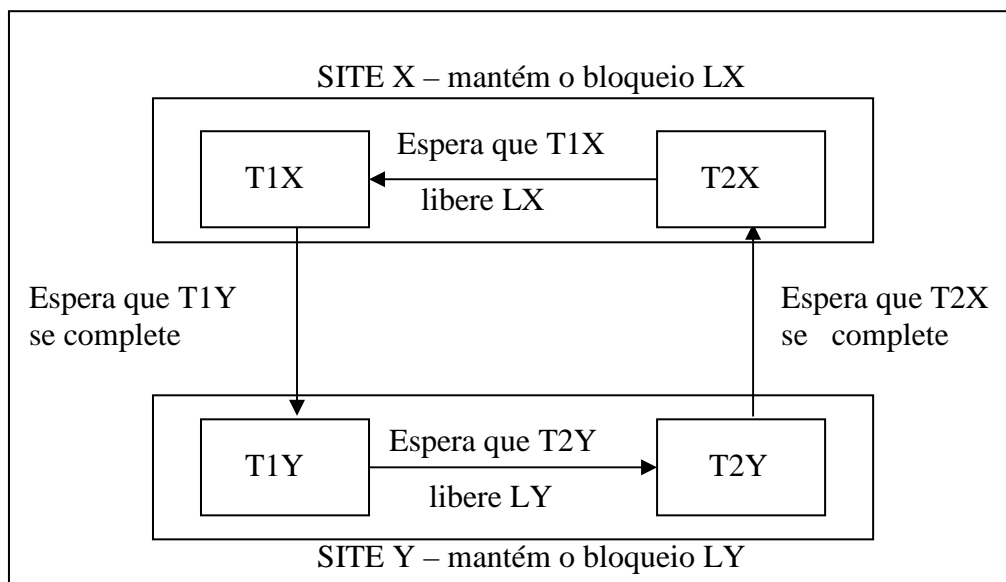 SITE X – mantém o bloqueio LX
Espera que T1X
T1X
T2X
libere LX
Espera que T1Y
se complete
Espera que T2X
se complete
Espera que T2Y
T1Y
T2Y
libere LY
SITE Y – mantém o bloqueio LY